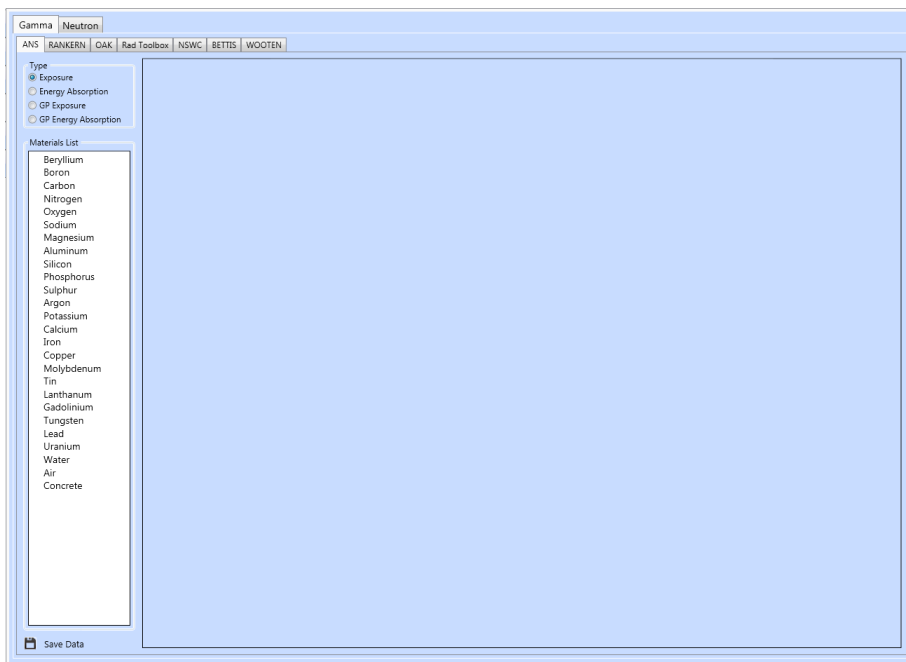 Gamma Neutron
ANS RANKERN OAK Rad Toolbox NSWC BETTIS WOOTEN
Type
Exposure
Energy Absorption
GP Exposure
GP Energy Absorption
Materials List
Beryllium
Boron
Carbon
Nitrogen
Oxygen
Sodium
Magnesium
Aluminum
Silicon
Phosphorus
Sulphur
Argon
Potassium
Calcium
Iron
Copper
Molybdenum
Tin
Lanthanum
Gadolinium
Tungsten
Lead
Uranium
Water
Air
Concrete
Save Data